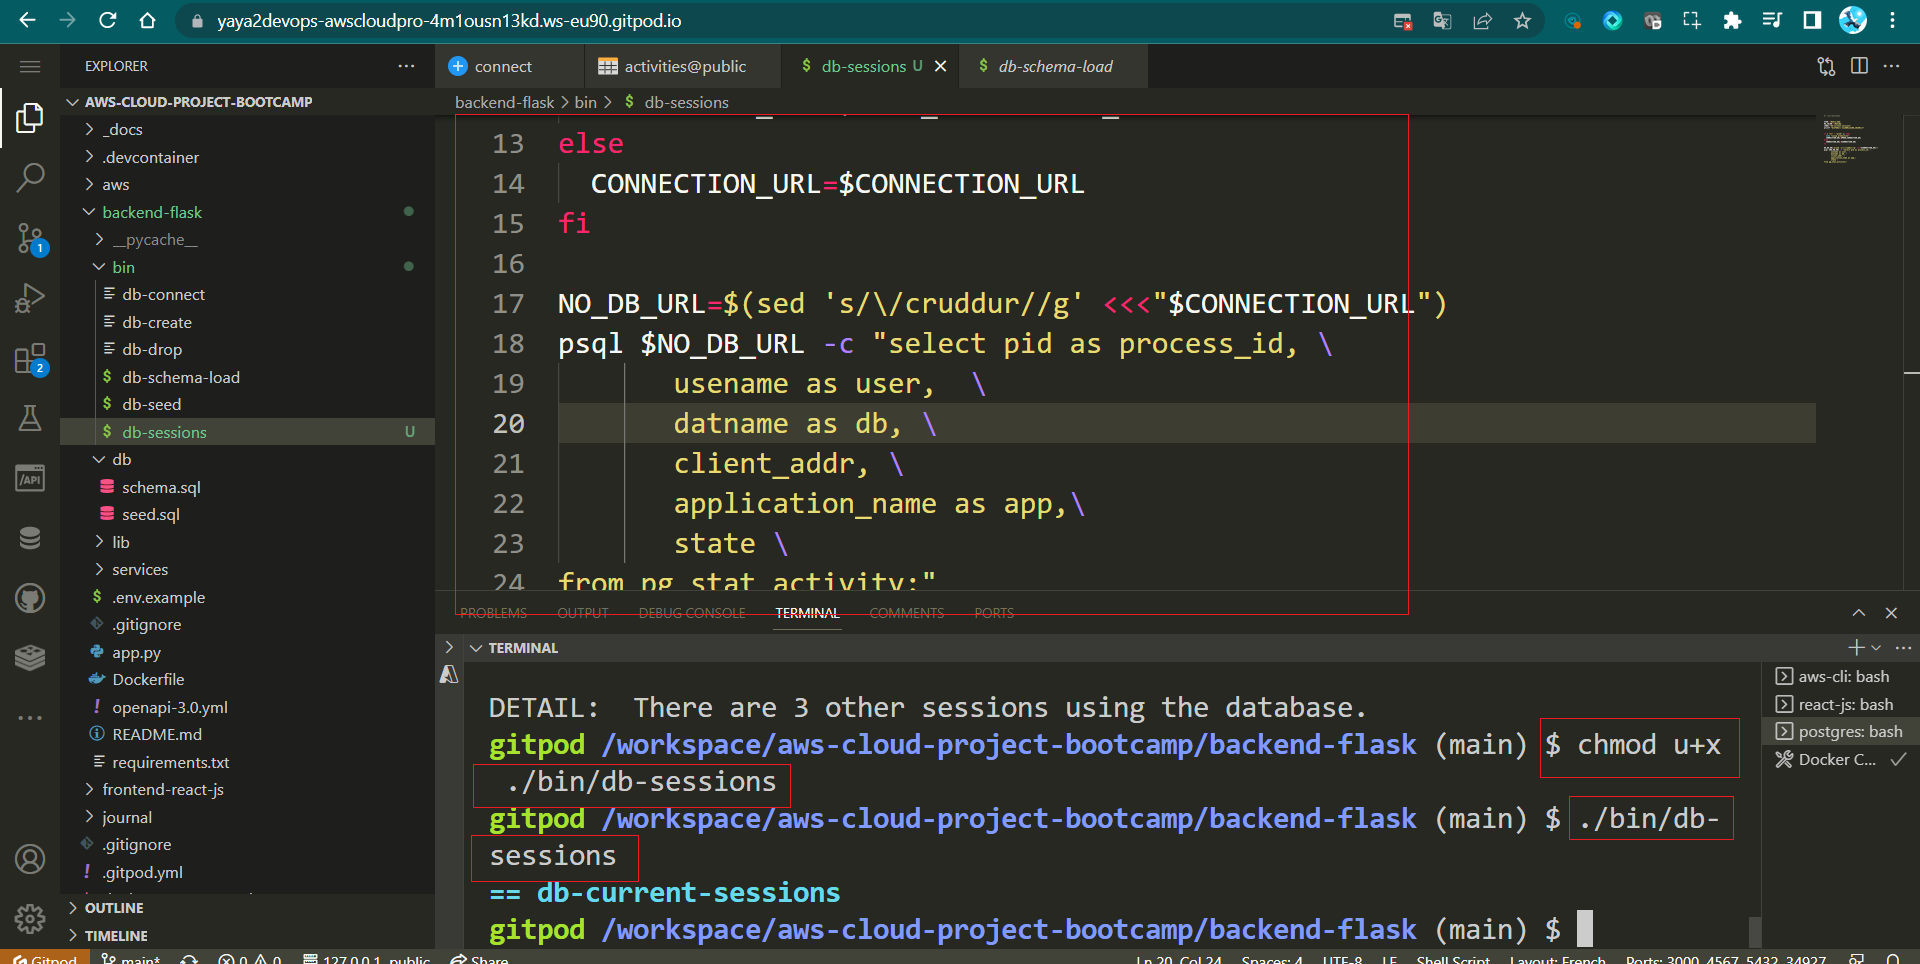 yaya2devops-awscloudpro-4m1ousn13kd.ws-eu90.gitpod.io
EXPLORER
connect
activities@public
$ db-sessions U
$ db-schema-load
AWS-CLOUD-PROJECT-BOOTCAMP
backend-flask > bin > $ db-sessions
_docs
.devcontainer
aws
backend-flask
__pycache__
bin
db-connect
db-create
db-drop
$ db-schema-load
$ db-seed
$ db-sessions U
db
schema.sql
seed.sql
lib
services
$ .env.example
.gitignore
app.py
Dockerfile
! openapi-3.0.yml
README.md
requirements.txt
frontend-react-js
journal
.gitignore
! .gitpod.yml
OUTLINE
TIMELINE
1
2
/API
13 else
14 CONNECTION_URL=$CONNECTION_URL
15 fi
16
17 NO_DB_URL=$(sed 's/\/cruddur//g' <<<"$CONNECTION_URL")
18 psql $NO_DB_URL -c "select pid as process_id, \
19 usename as user,  \
20 datname as db, \
21 client_addr, \
22 application_name as app,\
23 state \
24 from pg_stat_activity;"
PROBLEMS OUTPUT DEBUG CONSOLE TERMINAL COMMENTS PORTS
TERMINAL
DETAIL:  There are 3 other sessions using the database.
gitpod /workspace/aws-cloud-project-bootcamp/backend-flask (main) $ chmod u+x
./bin/db-sessions
gitpod /workspace/aws-cloud-project-bootcamp/backend-flask (main) $ ./bin/db-
sessions
== db-current-sessions
gitpod /workspace/aws-cloud-project-bootcamp/backend-flask (main) $
aws-cli: bash
react-js: bash
postgres: bash
Docker C...
Gitpod main* 0 0 127.0.0.1 public Share Ln 20, Col 24 Spaces: 4 UTF-8 LF Shell Script Layout: French Ports: 3000, 4567, 5432, 34927